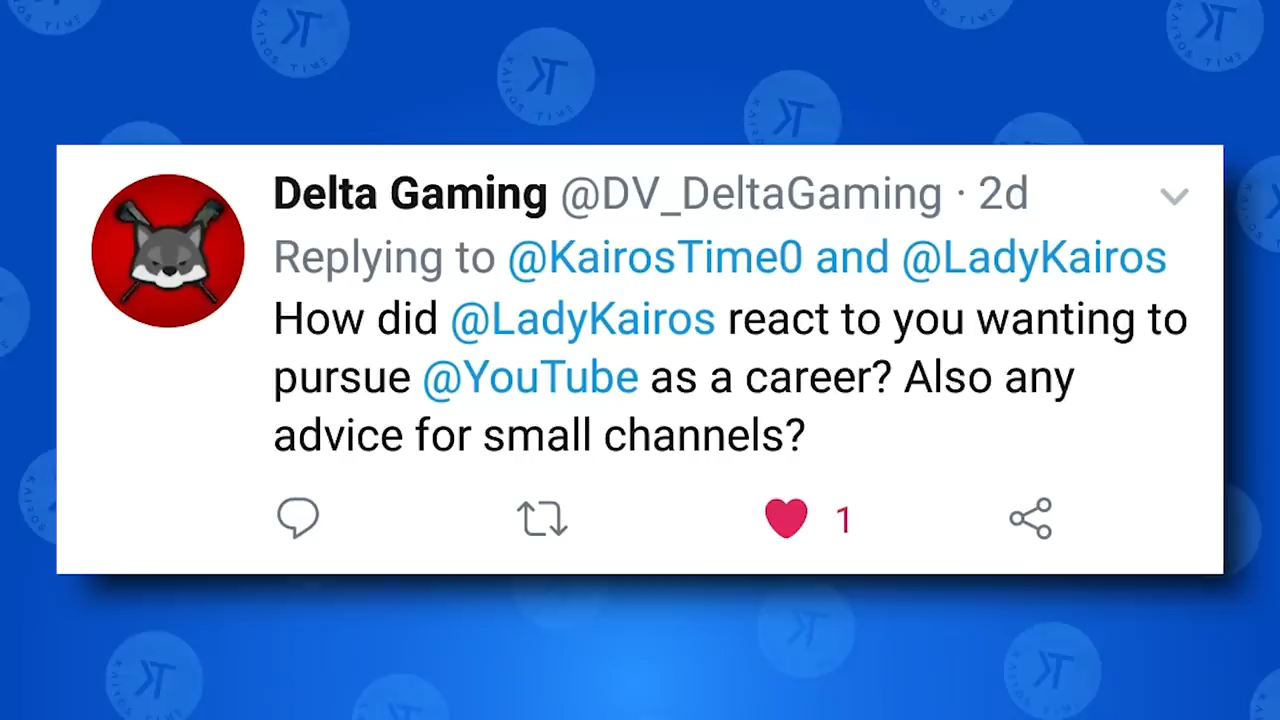 Delta Gaming @DV_DeltaGaming · 2d
Replying to @KairosTime0 and @LadyKairos
How did @LadyKairos react to you wanting to
pursue @YouTube as a career? Also any
advice for small channels?
1